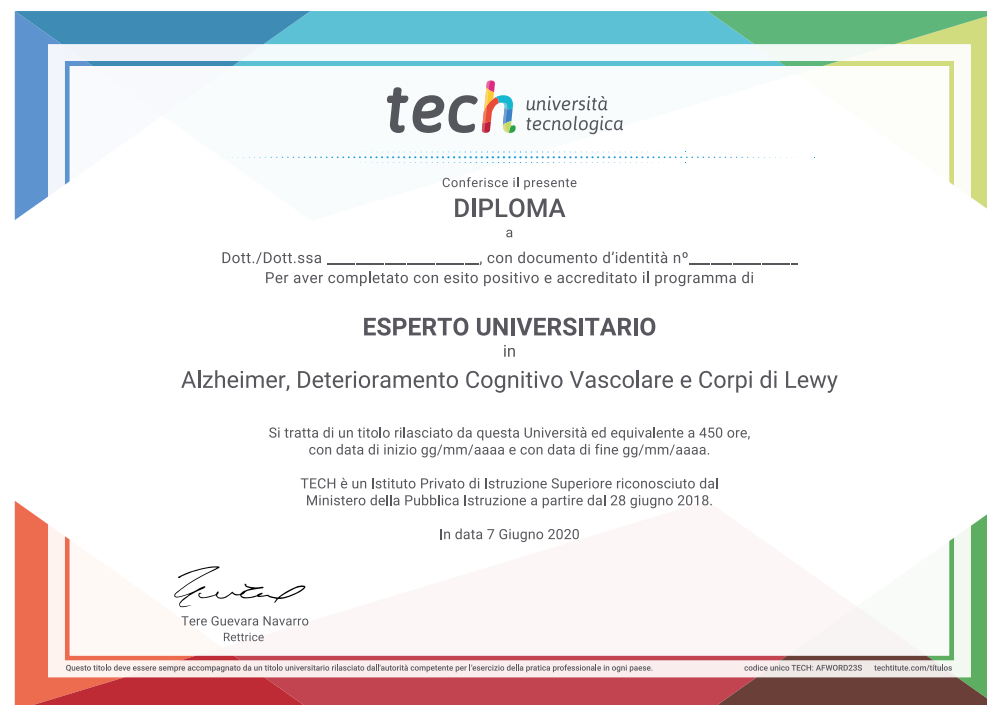 tech università
tecnologica
Conferisce il presente
DIPLOMA
a
Dott./Dott.ssa ____________________, con documento d'identità nº______________
Per aver completato con esito positivo e accreditato il programma di
ESPERTO UNIVERSITARIO
in
Alzheimer, Deterioramento Cognitivo Vascolare e Corpi di Lewy
Si tratta di un titolo rilasciato da questa Università ed equivalente a 450 ore,
con data di inizio gg/mm/aaaa e con data di fine gg/mm/aaaa.
TECH è un Istituto Privato di Istruzione Superiore riconosciuto dal
Ministero della Pubblica Istruzione a partire dal 28 giugno 2018.
In data 7 Giugno 2020
Tere Guevara Navarro
Rettrice
Questo titolo deve essere sempre accompagnato da un titolo universitario rilasciato dall'autorità competente per l'esercizio della pratica professionale in ogni paese. codice unico TECH: AFWORD23S techtitute.com/títulos